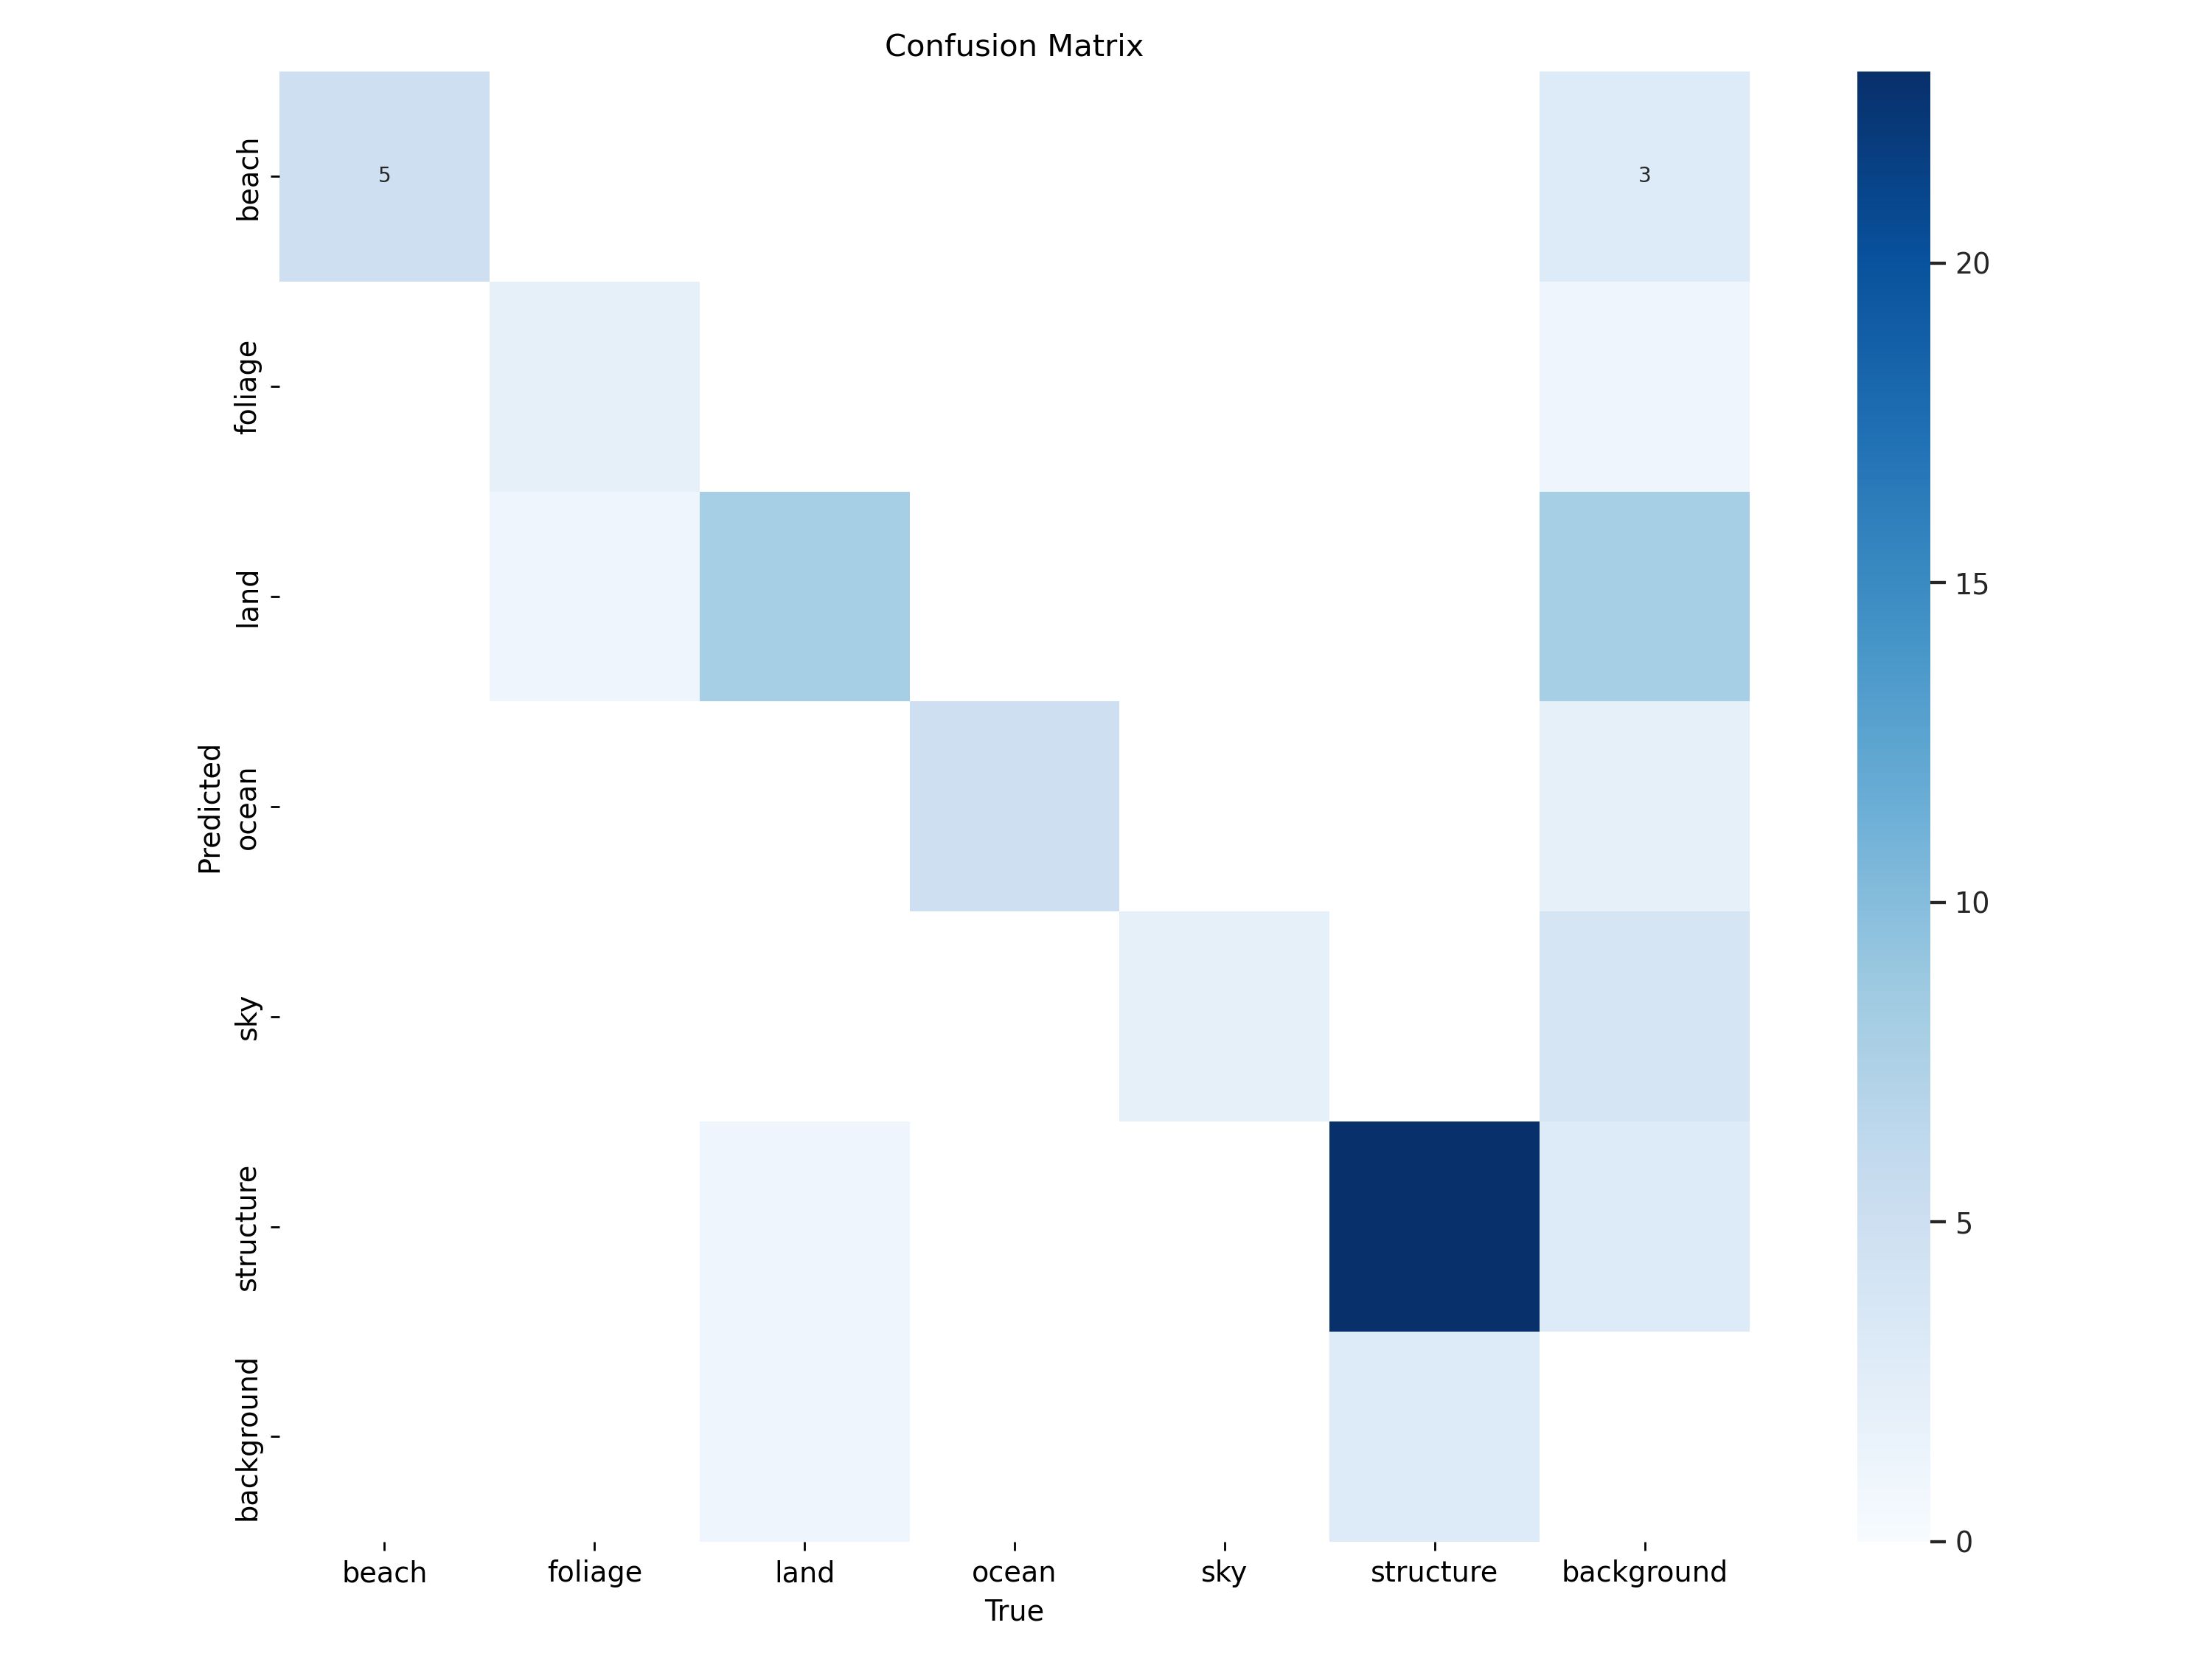 Confusion Matrix
beach
5
3
foliage
land
ocean
sky
structure
background
Predicted
beach
foliage
land
ocean
sky
structure
background
True
20
15
10
5
0